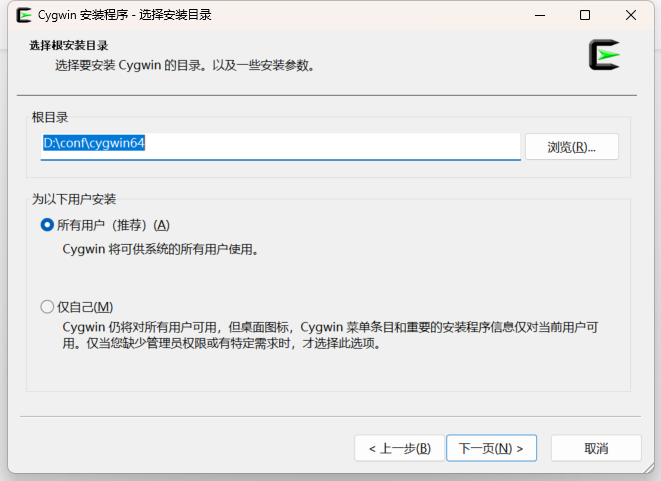 Cygwin 安装程序 - 选择安装目录
选择根安装目录
选择要安装 Cygwin 的目录。以及一些安装参数。
根目录
D:\conf\cygwin64
浏览(R)...
为以下用户安装
所有用户（推荐）(A)
Cygwin 将可供系统的所有用户使用。
仅自己(M)
Cygwin 仍将对所有用户可用，但桌面图标，Cygwin 菜单条目和重要的安装程序信息仅对当前用户可
用。仅当您缺少管理员权限或有特定需求时，才选择此选项。
< 上一步(B)
下一页(N) >
取消